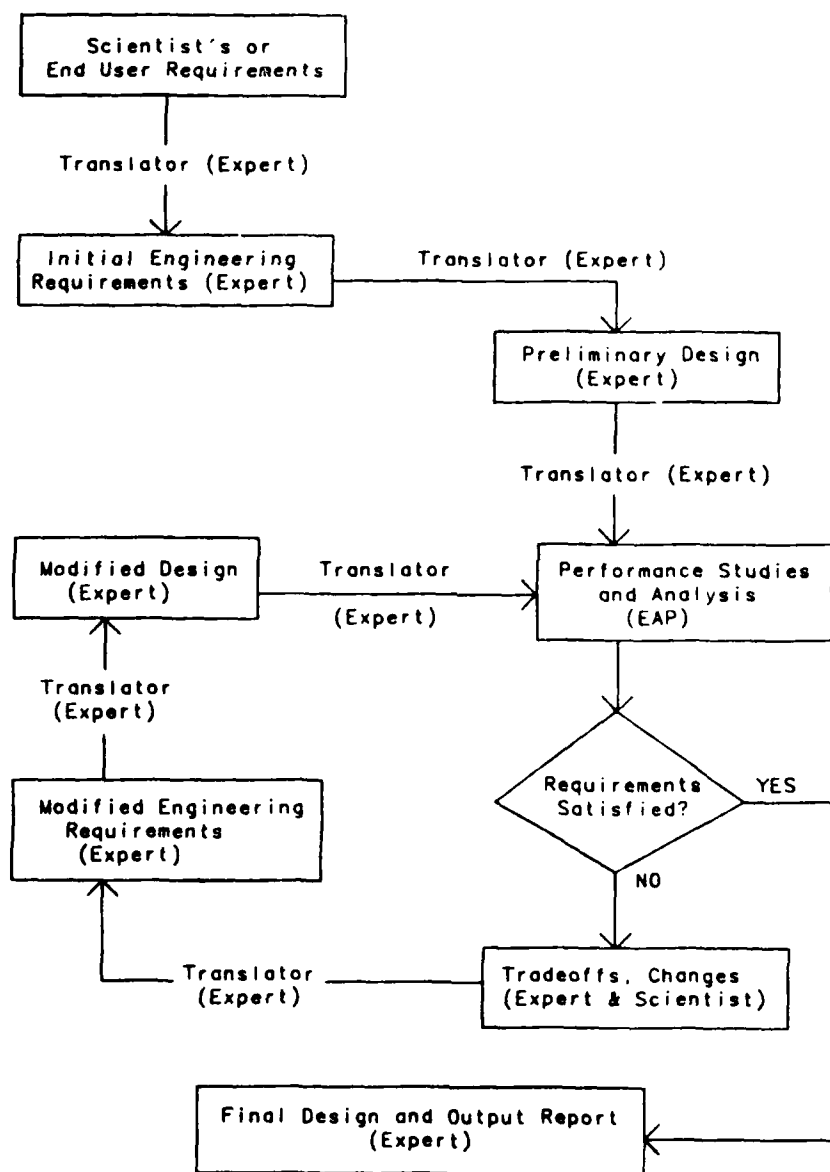 Scientist's or
End User Requirements
Translator (Expert)
Initial Engineering
Requirements (Expert)
Translator (Expert)
Preliminary Design
(Expert)
Translator (Expert)
Modified Design
(Expert)
Translator
(Expert)
Performance Studies
and Analysis
(EAP)
Translator
(Expert)
Requirements
Satisfied?
YES
Modified Engineering
Requirements
(Expert)
NO
Translator
(Expert)
Tradeoffs, Changes
(Expert & Scientist)
Final Design and Output Report
(Expert)